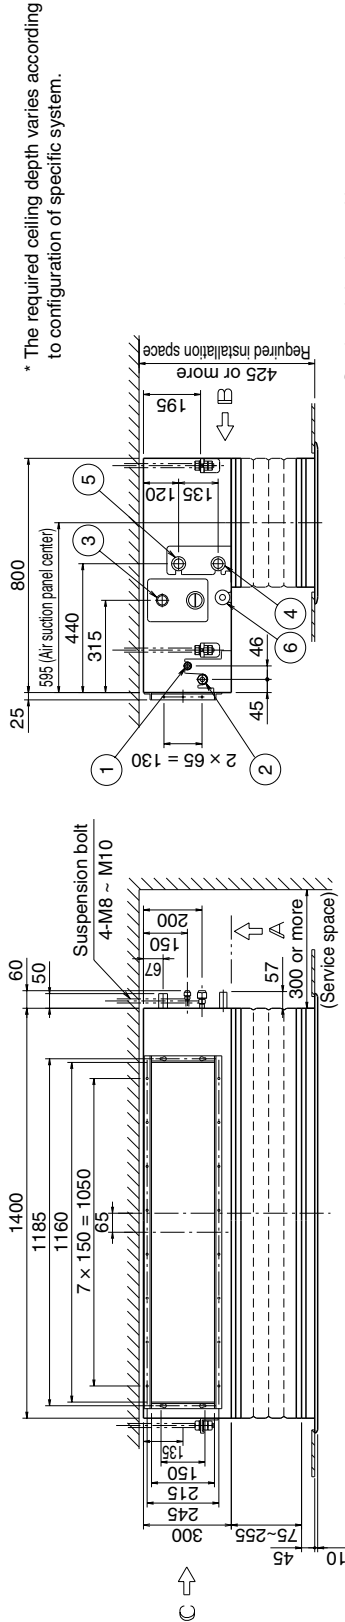 * The required ceiling depth varies according
to configuration of specific system.
1400
1185
1160
7 × 150 = 1050
65
60
50
Suspension bolt
4-M8 ~ M10
67
150
200
A
57
300 or more
(Service space)
C
135
150
215
245
300
75~255
45
10
25
800
595 (Air suction panel center)
440
315
3
5
120
135
195
425 or more
Required installation space
B
1
2 × 65 = 130
2
45
46
6
4